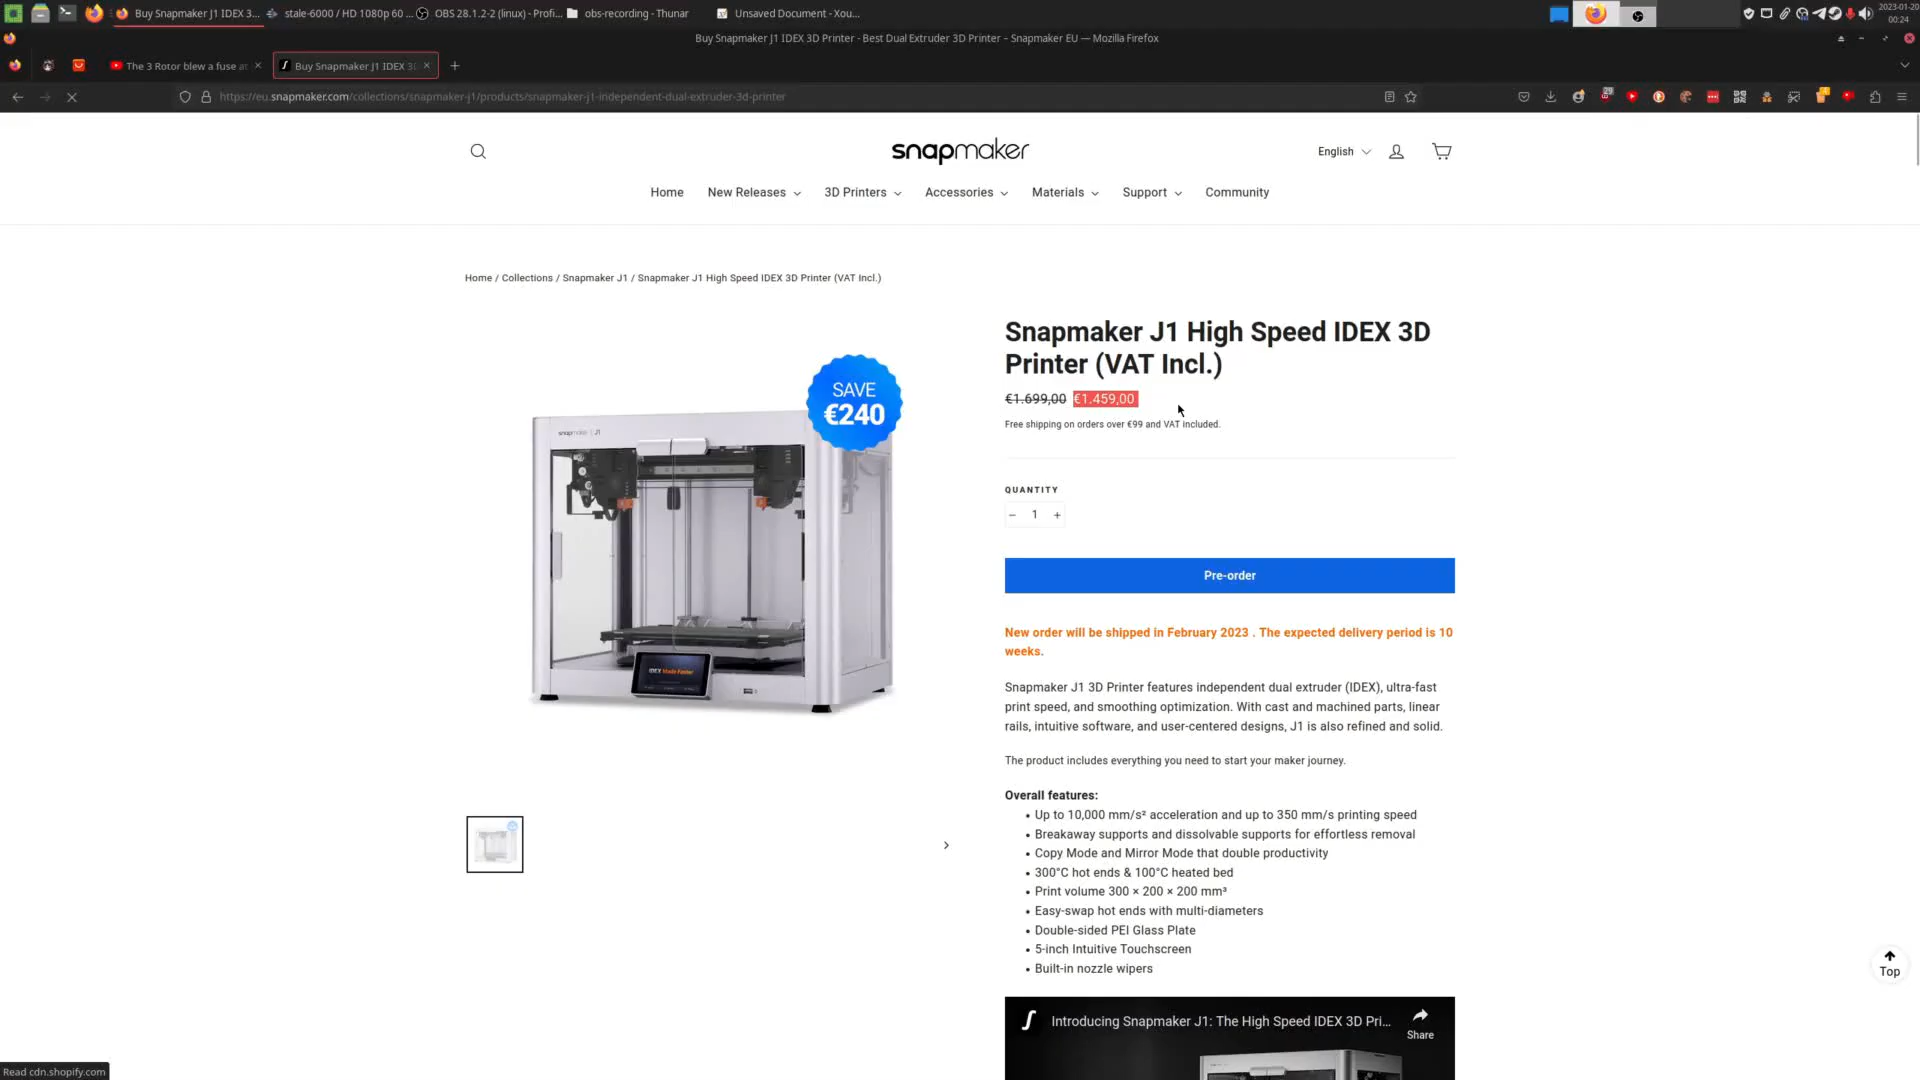 Buy Snapmaker J1 IDEX 3...
stale-6000 / HD 1080p 60 ...
OBS 28.1.2-2 (linux) - Profi...
obs-recording - Thunar
Unsaved Document - Xou...
2023-01-20
00:24
Buy Snapmaker J1 IDEX 3D Printer - Best Dual Extruder 3D Printer – Snapmaker EU — Mozilla Firefox
The 3 Rotor blew a fuse at
Buy Snapmaker J1 IDEX 3D
https://eu.snapmaker.com/collections/snapmaker-j1/products/snapmaker-j1-independent-dual-extruder-3d-printer
snapmaker
English
Home
New Releases
3D Printers
Accessories
Materials
Support
Community
Home / Collections / Snapmaker J1 / Snapmaker J1 High Speed IDEX 3D Printer (VAT Incl.)
SAVE
€240
snapmaker | J1
IDEX Made Faster
Snapmaker J1 High Speed IDEX 3D
Printer (VAT Incl.)
€1.699,00 €1.459,00
Free shipping on orders over €99 and VAT included.
QUANTITY
− 1 +
Pre-order
New order will be shipped in February 2023 . The expected delivery period is 10
weeks.
Snapmaker J1 3D Printer features independent dual extruder (IDEX), ultra-fast
print speed, and smoothing optimization. With cast and machined parts, linear
rails, intuitive software, and user-centered designs, J1 is also refined and solid.
The product includes everything you need to start your maker journey.
Overall features:
• Up to 10,000 mm/s² acceleration and up to 350 mm/s printing speed
• Breakaway supports and dissolvable supports for effortless removal
• Copy Mode and Mirror Mode that double productivity
• 300°C hot ends & 100°C heated bed
• Print volume 300 × 200 × 200 mm³
• Easy-swap hot ends with multi-diameters
• Double-sided PEI Glass Plate
• 5-inch Intuitive Touchscreen
• Built-in nozzle wipers
Introducing Snapmaker J1: The High Speed IDEX 3D Pri...
Share
Top
Read cdn.shopify.com